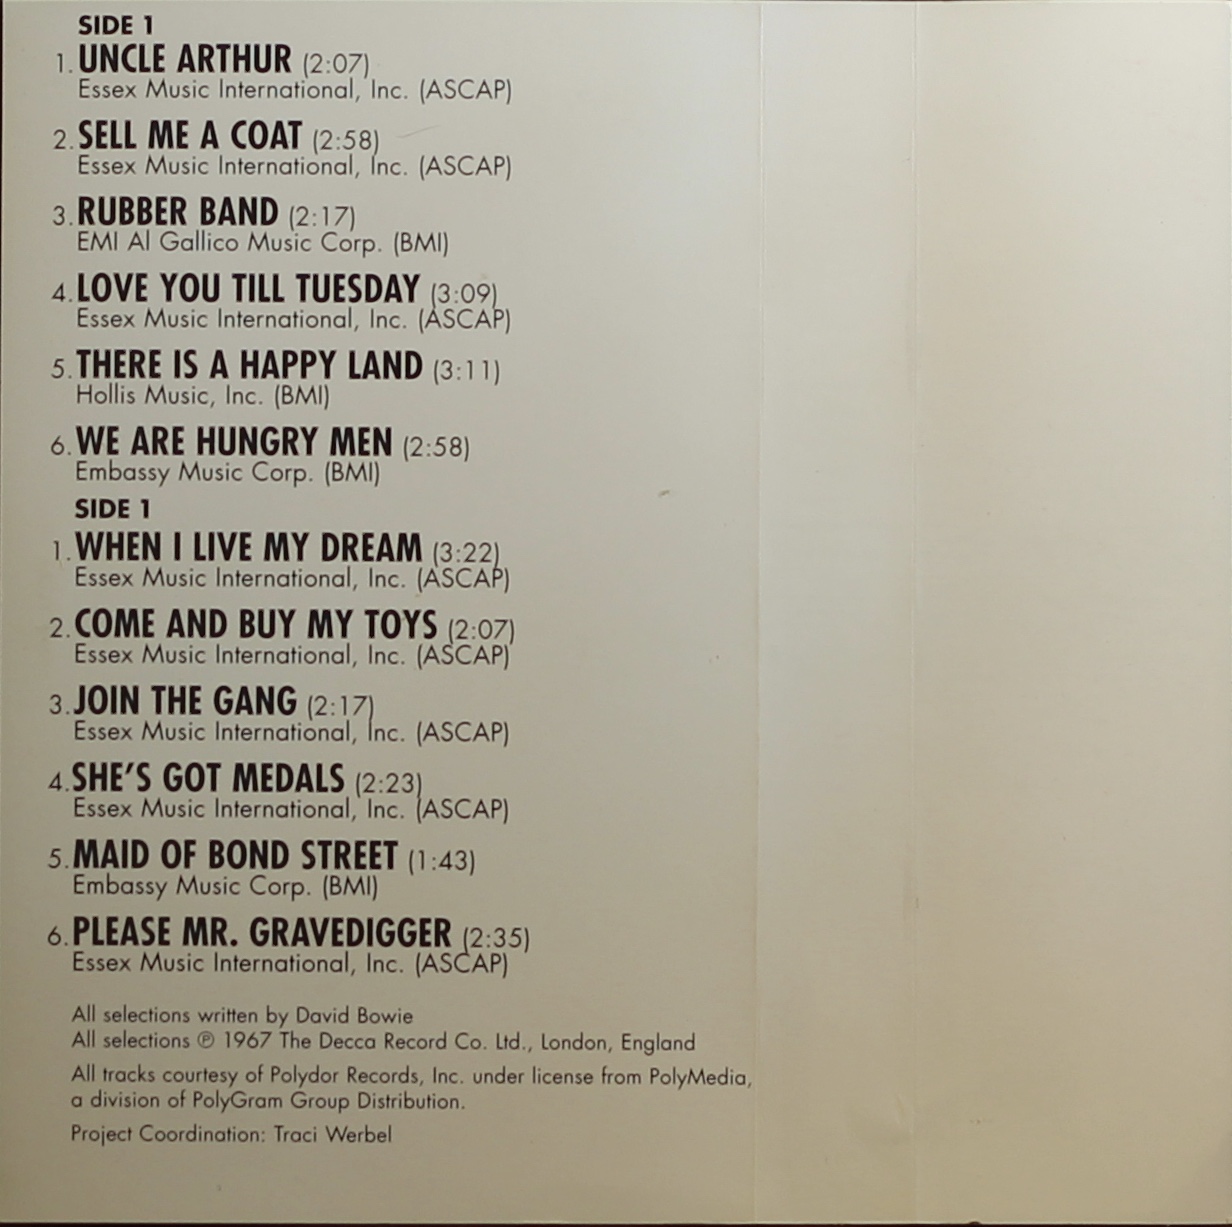 SIDE 1
1. UNCLE ARTHUR (2:07)
Essex Music International, Inc. (ASCAP)
2. SELL ME A COAT (2:58)
Essex Music International, Inc. (ASCAP)
3. RUBBER BAND (2:17)
EMI Al Gallico Music Corp. (BMI)
4. LOVE YOU TILL TUESDAY (3:09)
Essex Music International, Inc. (ASCAP)
5. THERE IS A HAPPY LAND (3:11)
Hollis Music, Inc. (BMI)
6. WE ARE HUNGRY MEN (2:58)
Embassy Music Corp. (BMI)
SIDE 1
1. WHEN I LIVE MY DREAM (3:22)
Essex Music International, Inc. (ASCAP)
2. COME AND BUY MY TOYS (2:07)
Essex Music International, Inc. (ASCAP)
3. JOIN THE GANG (2:17)
Essex Music International, Inc. (ASCAP)
4. SHE'S GOT MEDALS (2:23)
Essex Music International, Inc. (ASCAP)
5. MAID OF BOND STREET (1:43)
Embassy Music Corp. (BMI)
6. PLEASE MR. GRAVEDIGGER (2:35)
Essex Music International, Inc. (ASCAP)
All selections written by David Bowie
All selections ℗ 1967 The Decca Record Co. Ltd., London, England
All tracks courtesy of Polydor Records, Inc. under license from PolyMedia,
a division of PolyGram Group Distribution.
Project Coordination: Traci Werbel